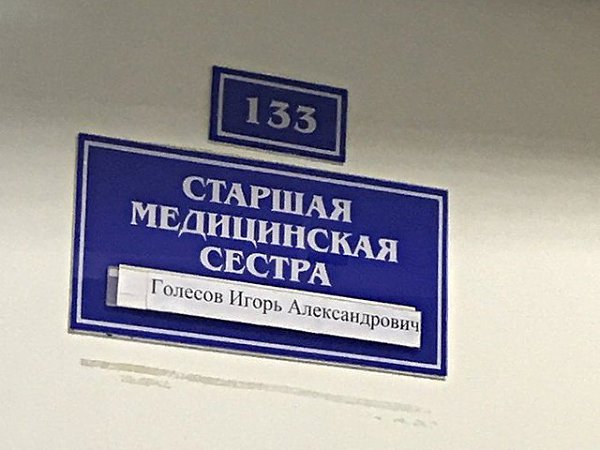 133
СТАРШАЯ
МЕДИЦИНСКАЯ
СЕСТРА
Голесов Игорь Александрович